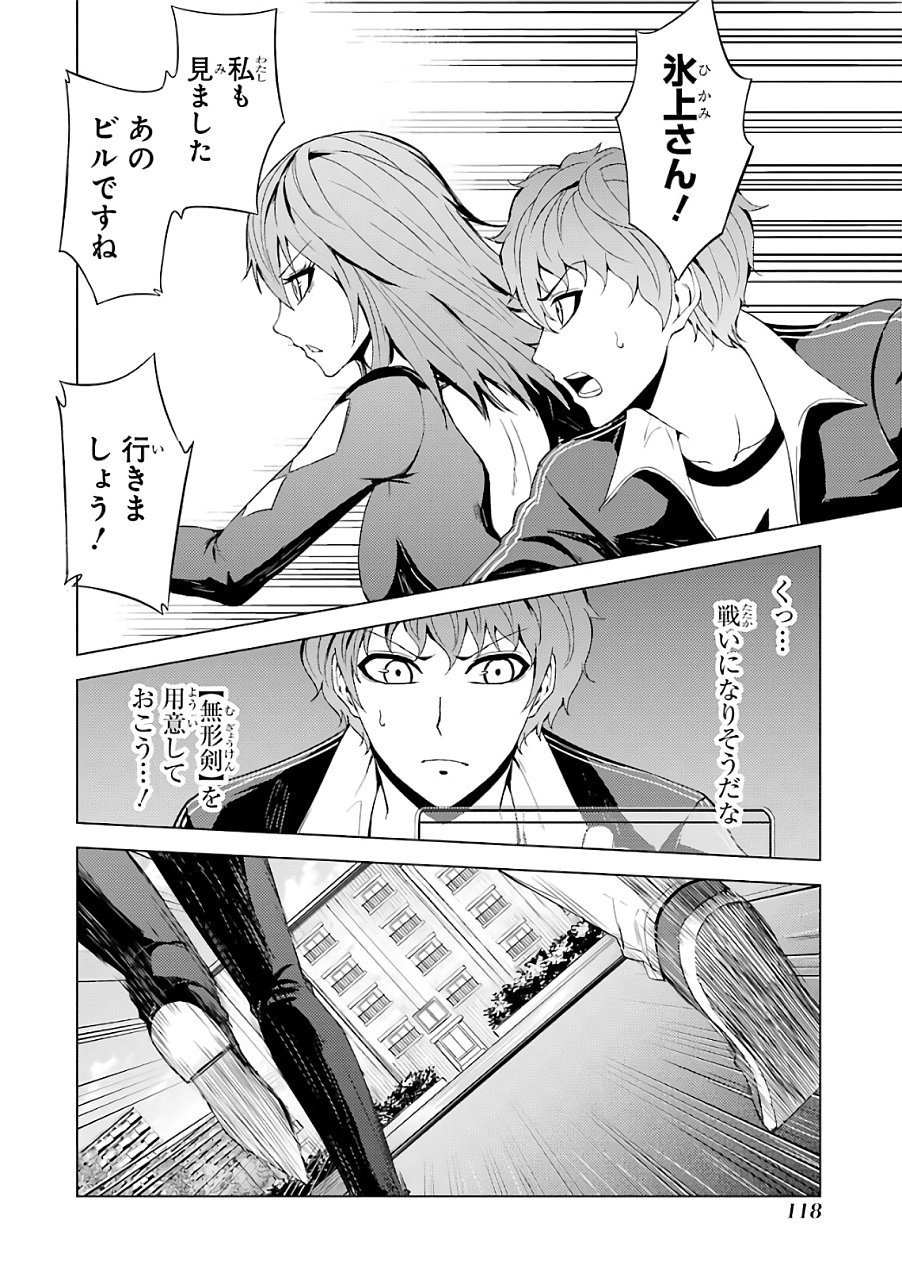 氷上さん!
私も
見ました
あの
ビルですね
行きま
しょう!
くっ…
戦いになりそうだな
【無形剣】を
用意して
おこう…!
118